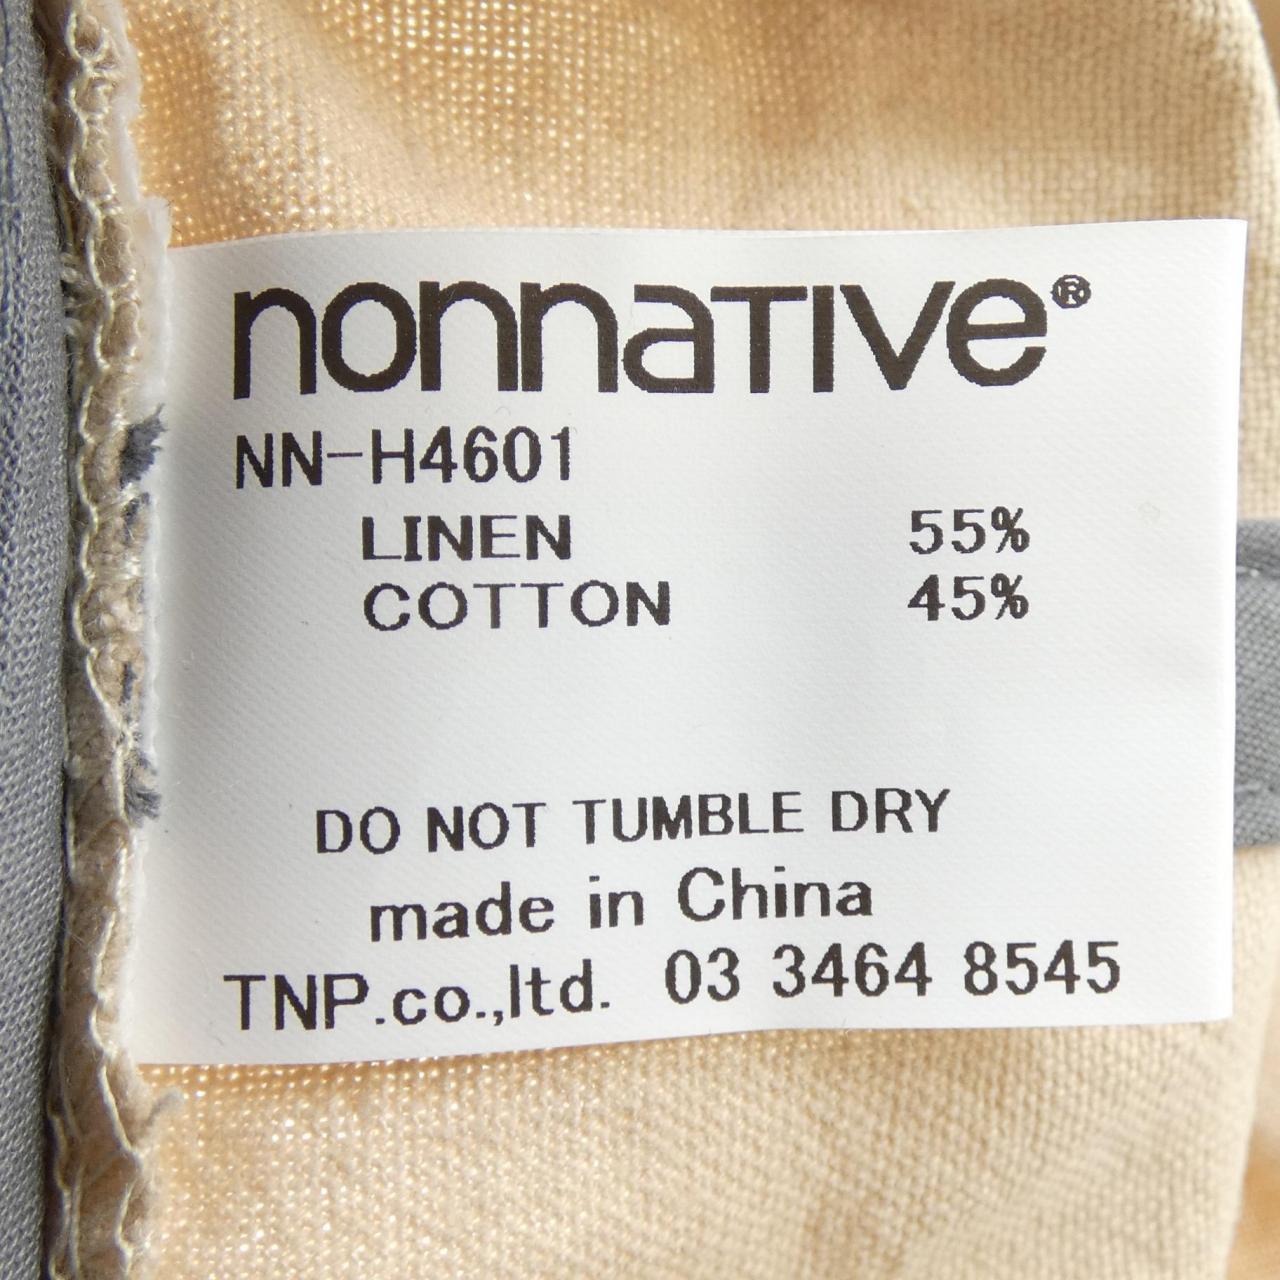 nonnaTIVe®
NN-H4601
LINEN 55%
COTTON 45%
DO NOT TUMBLE DRY
made in China
TNP.co.,ltd. 03 3464 8545